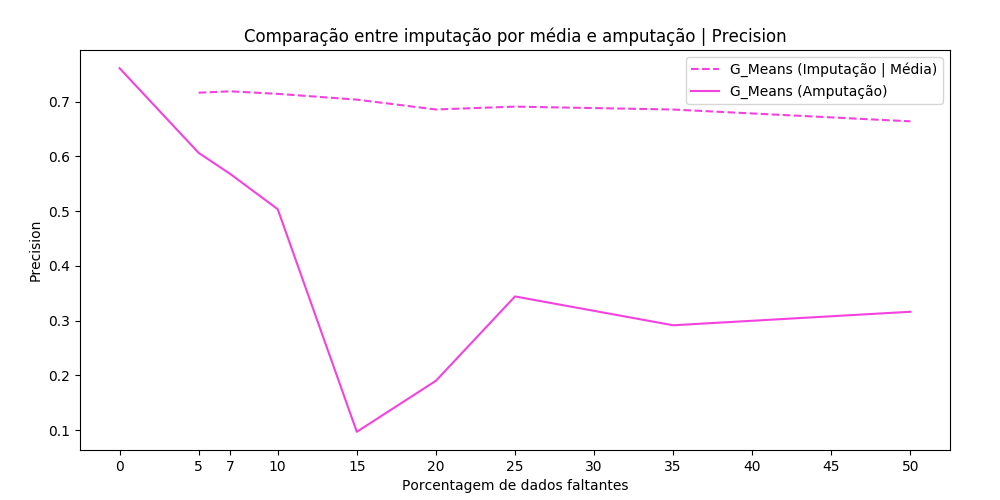 Comparação entre imputação por média e amputação | Precision
G_Means (Imputação | Média)
G_Means (Amputação)
Precision
0.7
0.6
0.5
0.4
0.3
0.2
0.1
0 5 7 10 15 20 25 30 35 40 45 50
Porcentagem de dados faltantes